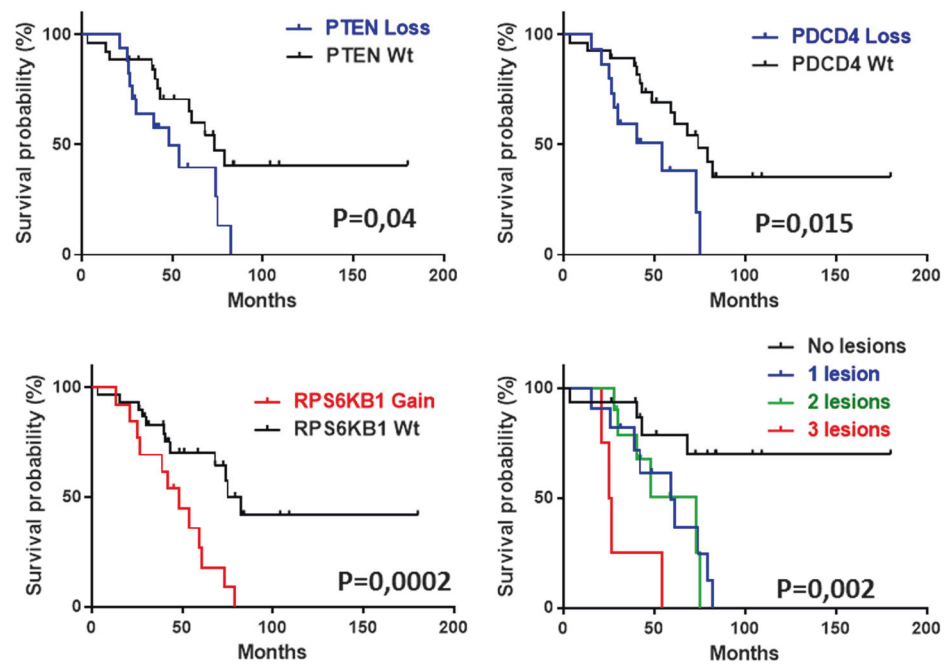 PTEN Loss
PTEN Wt
Survival probability (%)
100
50
0
P=0,04
0 50 100 150 200
Months
PDCD4 Loss
PDCD4 Wt
Survival probability (%)
100
50
0
P=0,015
0 50 100 150 200
Months
RPS6KB1 Gain
RPS6KB1 Wt
Survival probability (%)
100
50
0
P=0,0002
0 50 100 150 200
Months
No lesions
1 lesion
2 lesions
3 lesions
Survival probability (%)
100
50
0
P=0,002
0 50 100 150 200
Months